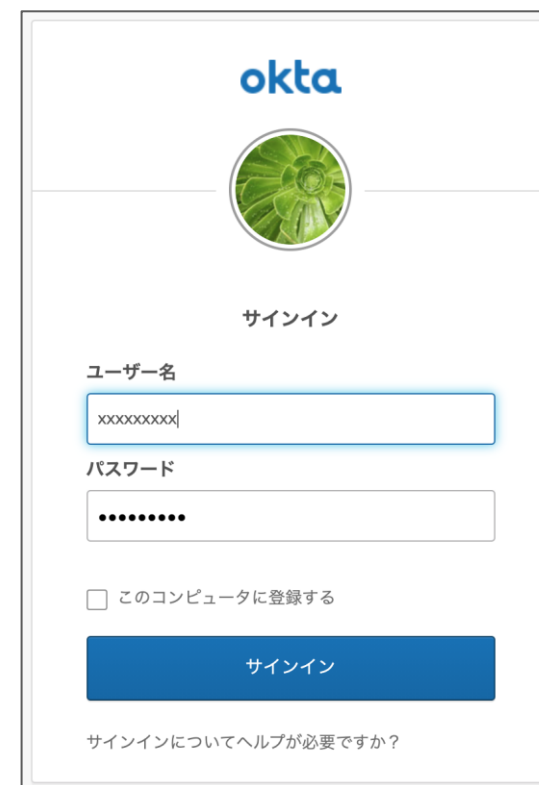 okta
サインイン
ユーザー名
xxxxxxxxx
パスワード
•••••••••
このコンピュータに登録する
サインイン
サインインについてヘルプが必要ですか？